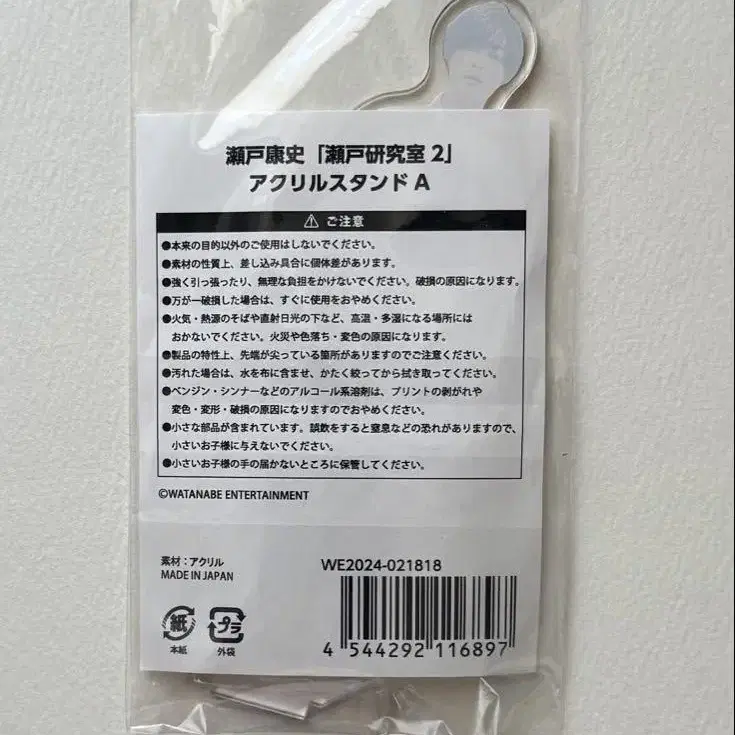 瀬戸康史「瀬戸研究室 2」
アクリルスタンド A
⚠ ご注意
●本来の目的以外のご使用はしないでください。
●素材の性質上、差し込み具合に個体差があります。
●強く引っ張ったり、無理な負担をかけないでください。破損の原因になります。
●万が一破損した場合は、すぐに使用をおやめください。
●火気・熱源のそばや直射日光の下など、高温・多湿になる場所には
おかないでください。火災や色落ち・変色の原因になります。
●製品の特性上、先端が尖っている箇所がありますのでご注意ください。
●汚れた場合は、水を布に含ませ、かたく絞ってから拭き取ってください。
●ベンジン・シンナーなどのアルコール系溶剤は、プリントの剥がれや
変色・変形・破損の原因になりますのでおやめください。
●小さな部品が含まれています。誤飲をすると窒息などの恐れがありますので、
小さいお子様に与えないでください。
●小さいお子様の手の届かないところに保管してください。
©WATANABE ENTERTAINMENT
素材：アクリル
MADE IN JAPAN
WE2024-021818
紙
プラ
本紙
外袋
4 544292 116897